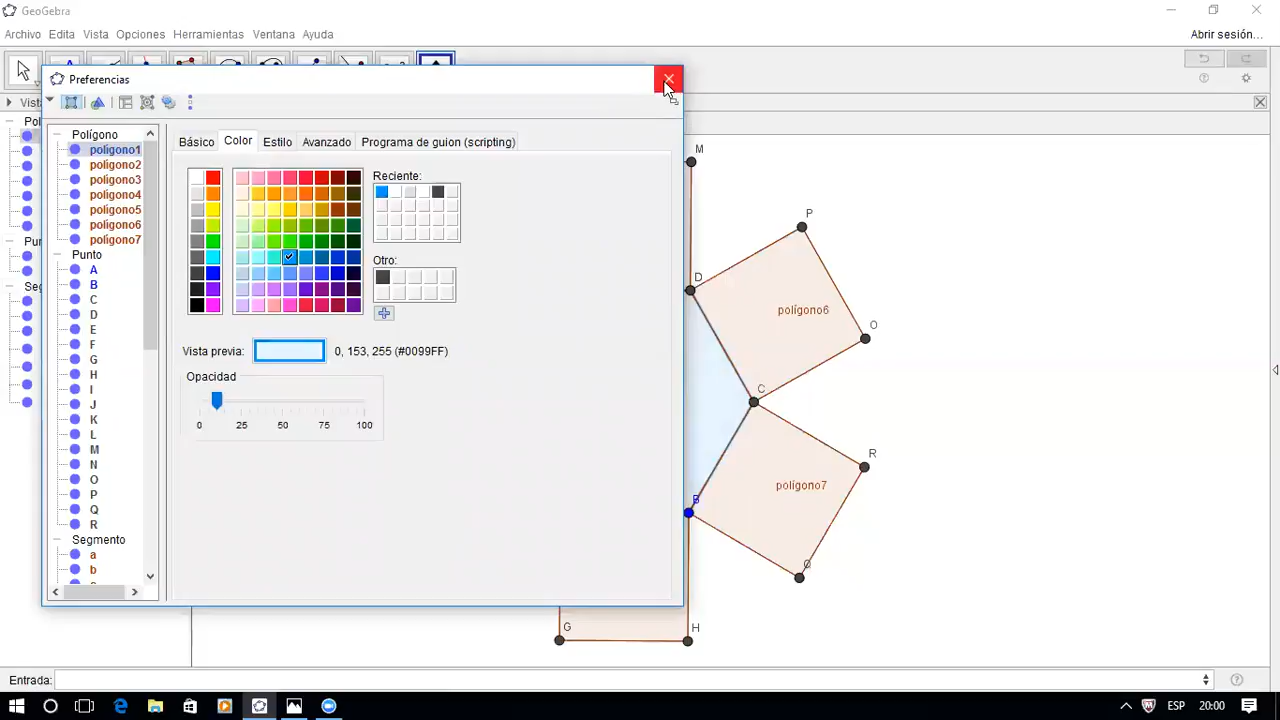 GeoGebra
Archivo Edita Vista Opciones Herramientas Ventana Ayuda
Abrir sesión...
Preferencias
Vista
Básico Color Estilo Avanzado Programa de guion (scripting)
Polígono
polígono1
polígono2
polígono3
polígono4
polígono5
polígono6
polígono7
Punto
A
B
C
D
E
F
G
H
I
J
K
L
M
N
O
P
Q
R
Segmento
a
b
Reciente:
Otro:
Vista previa: 0, 153, 255 (#0099FF)
Opacidad
0 25 50 75 100
M
P
D
polígono6
O
C
R
polígono7
B
Q
G
H
Entrada:
ESP 20:00